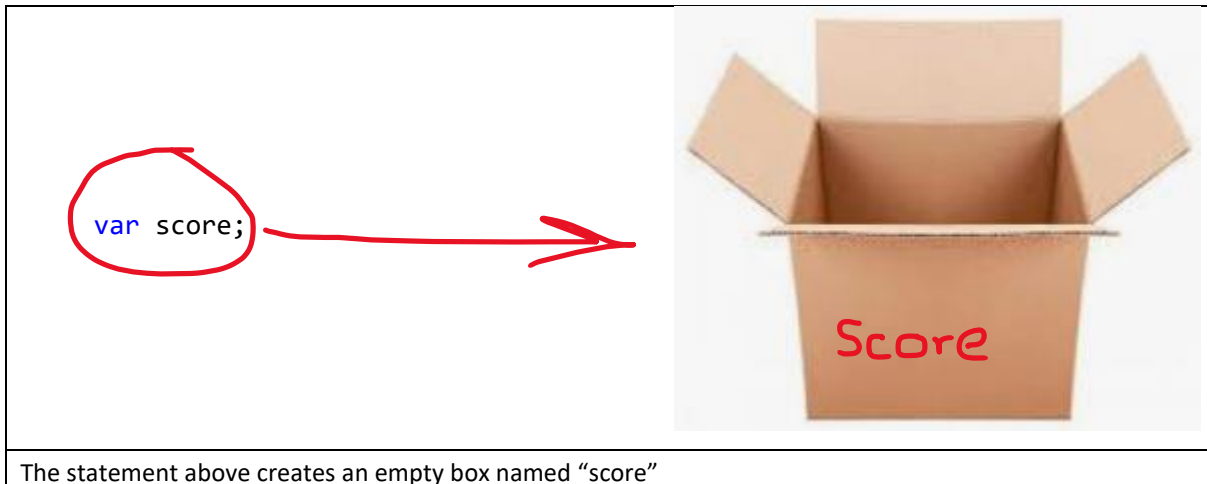 var score;
Score
The statement above creates an empty box named “score”